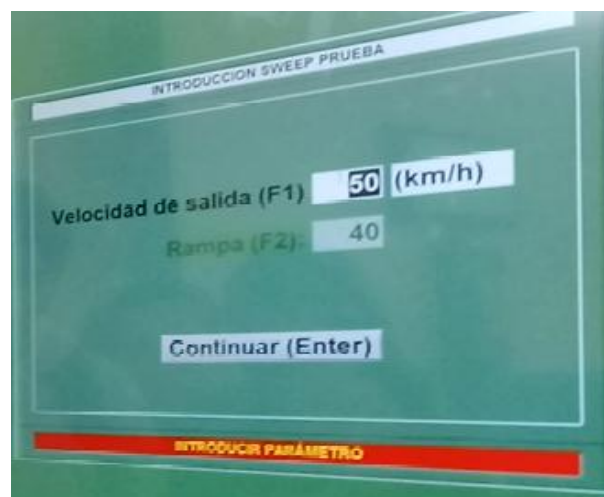 INTRODUCCION SWEEP PRUEBA
Velocidad de salida (F1) 50 (km/h)
Rampa (F2): 40
Continuar (Enter)
INTRODUCIR PARÁMETRO